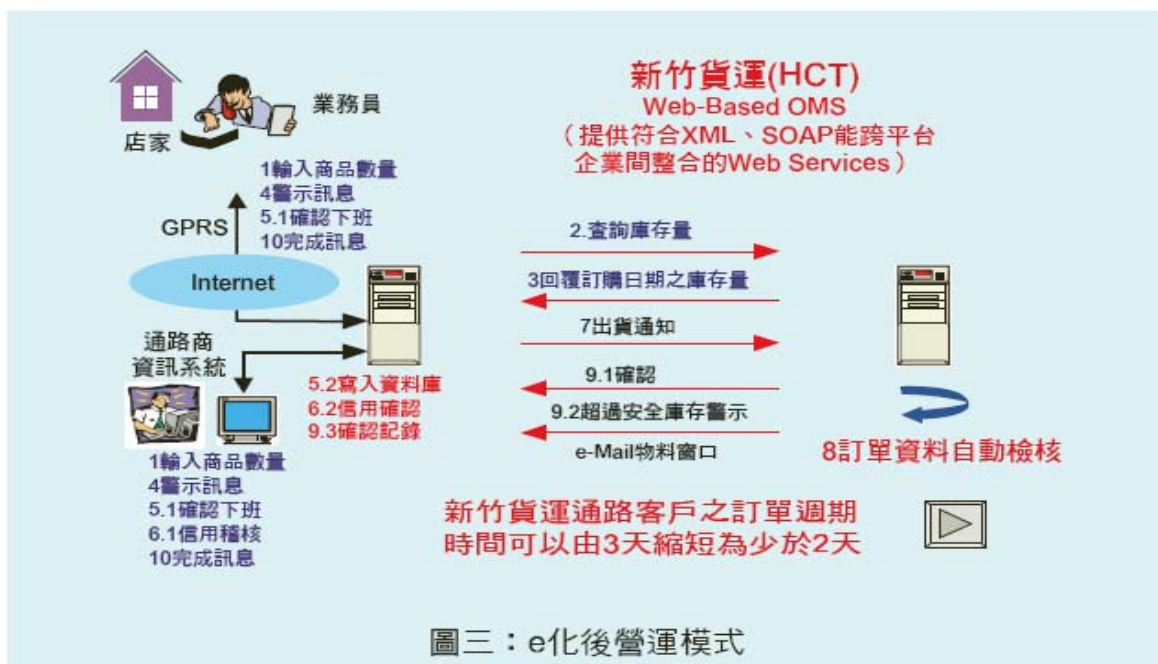 店家
業務員
1輸入商品數量
4警示訊息
5.1確認下班
10完成訊息
GPRS
Internet
通路商
資訊系統
5.2寫入資料庫
6.2信用確認
9.3確認記錄
1輸入商品數量
4警示訊息
5.1確認下班
6.1信用稽核
10完成訊息
新竹貨運(HCT)
Web-Based OMS
（提供符合XML、SOAP能跨平台
企業間整合的Web Services）
2.查詢庫存量
3回覆訂購日期之庫存量
7出貨通知
9.1確認
9.2超過安全庫存警示
e-Mail物料窗口
8訂單資料自動檢核
新竹貨運通路客戶之訂單週期
時間可以由3天縮短為少於2天
圖三：e化後營運模式